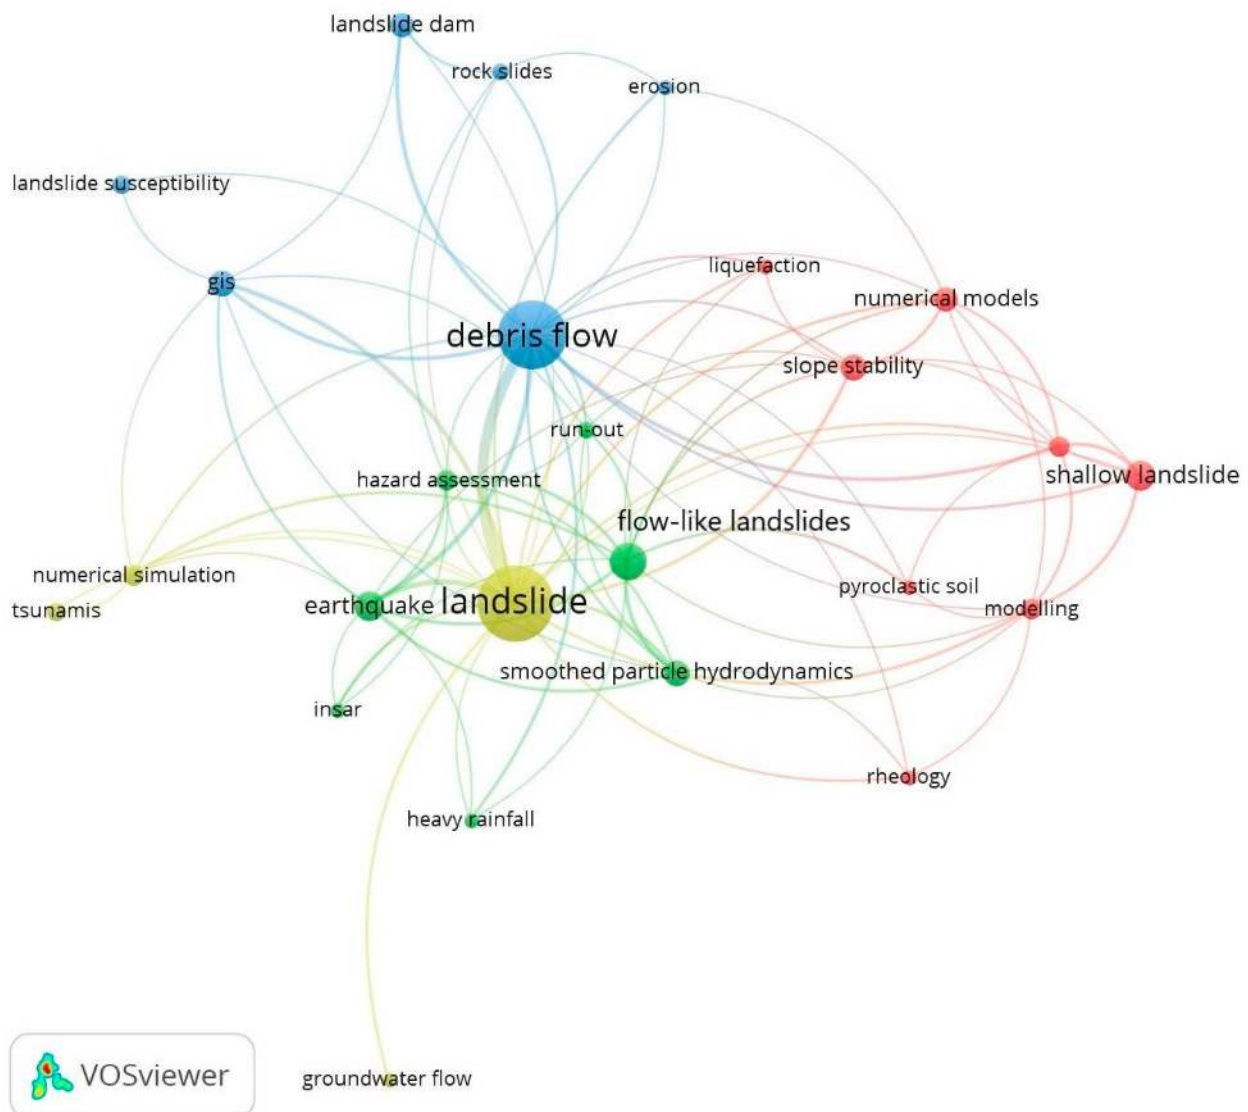 landslide dam
rock slides
erosion
landslide susceptibility
liquefaction
gis
numerical models
debris flow
slope stability
run-out
shallow landslide
hazard assessment
flow-like landslides
numerical simulation
pyroclastic soil
tsunamis
earthquake
landslide
modelling
smoothed particle hydrodynamics
insar
rheology
heavy rainfall
VOSviewer
groundwater flow